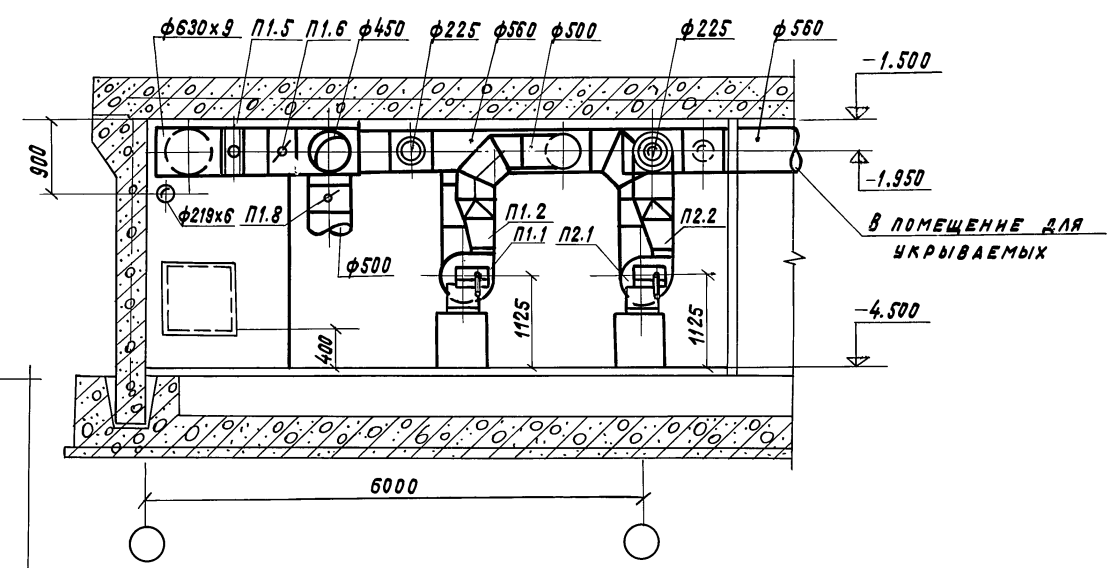 ф630х9 П1.5 П1.6 ф450 ф225 ф560 ф500 ф225 ф560
-1.500
900
-1.950
ф219х6 П1.8
П1.2
П2.2
В ПОМЕЩЕНИЕ ДЛЯ
УКРЫВАЕМЫХ
П1.1 П2.1
ф500
1125
1125
400
-4.500
6000